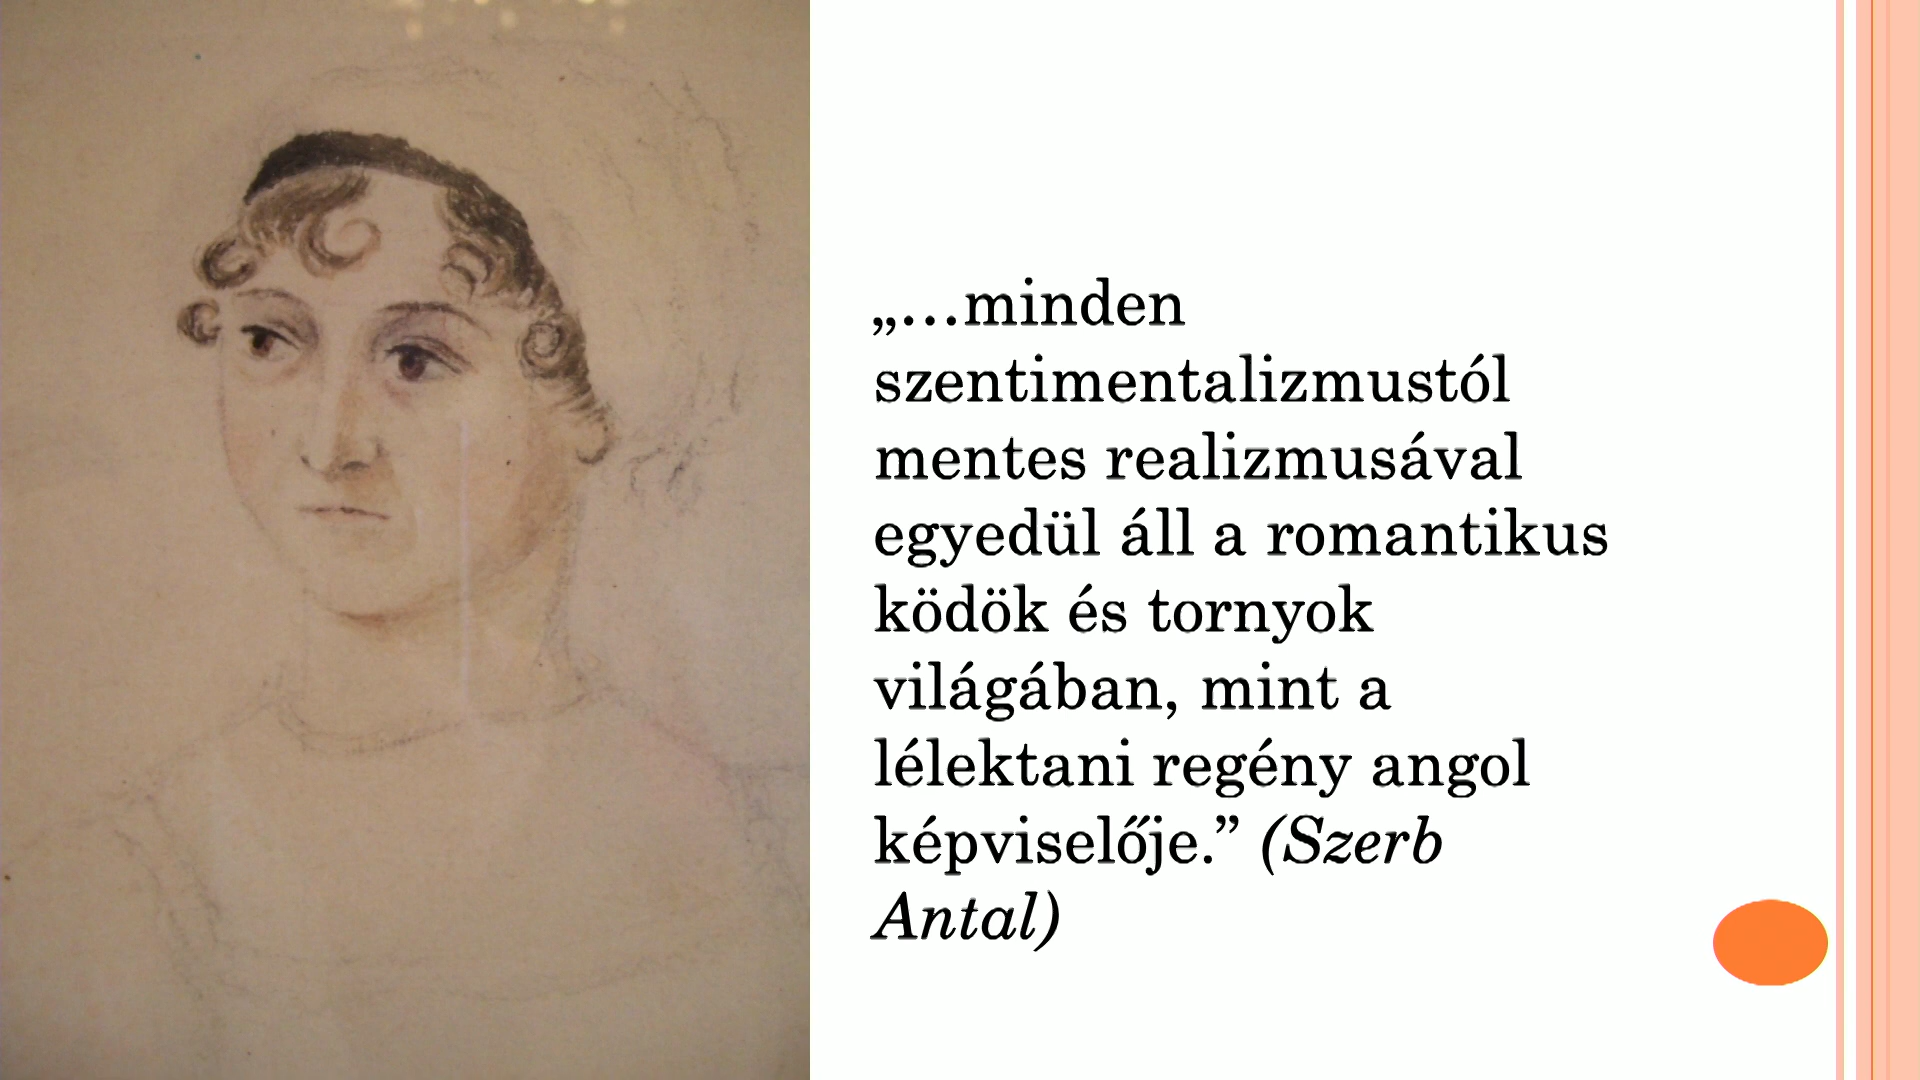 „…minden
szentimentalizmustól
mentes realizmusával
egyedül áll a romantikus
ködök és tornyok
világában, mint a
lélektani regény angol
képviselője.” (Szerb
Antal)